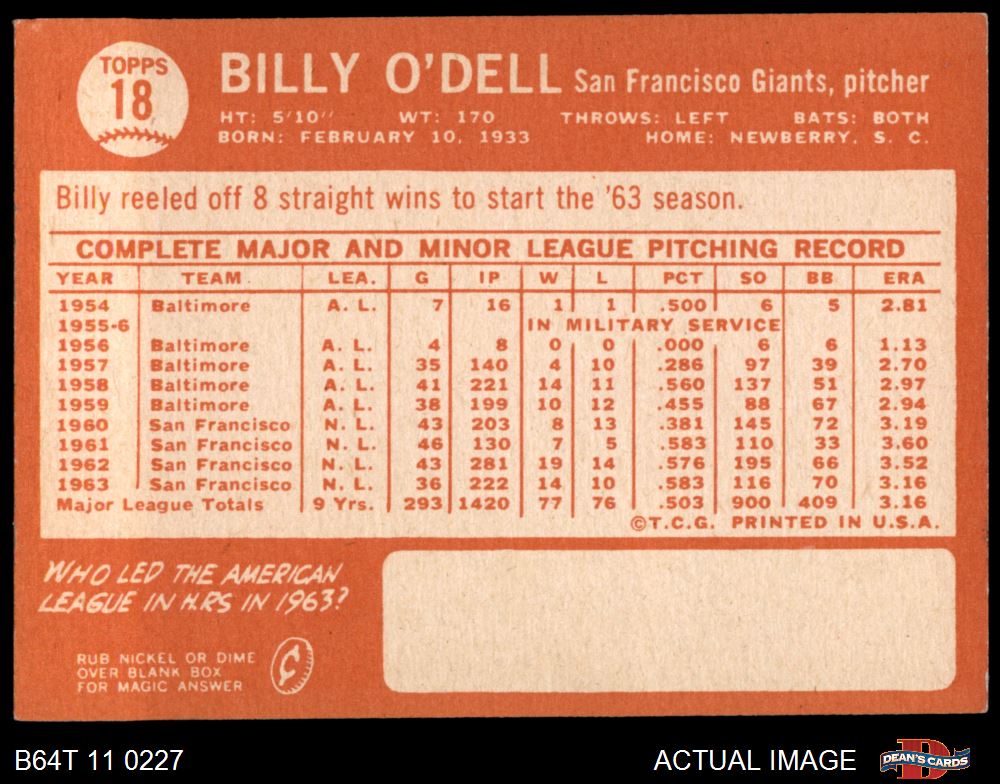 TOPPS
18
BILLY O'DELL San Francisco Giants, pitcher
HT: 5'10" WT: 170 THROWS: LEFT BATS: BOTH
BORN: FEBRUARY 10, 1933 HOME: NEWBERRY, S. C.
Billy reeled off 8 straight wins to start the '63 season.
COMPLETE MAJOR AND MINOR LEAGUE PITCHING RECORD
YEAR TEAM LEA. G IP W L PCT SO BB ERA
1954 Baltimore A. L. 7 16 1 1 .500 6 5 2.81
1955-6 IN MILITARY SERVICE
1956 Baltimore A. L. 4 8 0 0 .000 6 6 1.13
1957 Baltimore A. L. 35 140 4 10 .286 97 39 2.70
1958 Baltimore A. L. 41 221 14 11 .560 137 51 2.97
1959 Baltimore A. L. 38 199 10 12 .455 88 67 2.94
1960 San Francisco N. L. 43 203 8 13 .381 145 72 3.19
1961 San Francisco N. L. 46 130 7 5 .583 110 33 3.60
1962 San Francisco N. L. 43 281 19 14 .576 195 66 3.52
1963 San Francisco N. L. 36 222 14 10 .583 116 70 3.16
Major League Totals 9 Yrs. 293 1420 77 76 .503 900 409 3.16
©T.C.G. PRINTED IN U.S.A.
WHO LED THE AMERICAN
LEAGUE IN H.RS IN 1963?
RUB NICKEL OR DIME
OVER BLANK BOX
FOR MAGIC ANSWER
¢
B64T 11 0227 ACTUAL IMAGE D DEAN'S CARDS